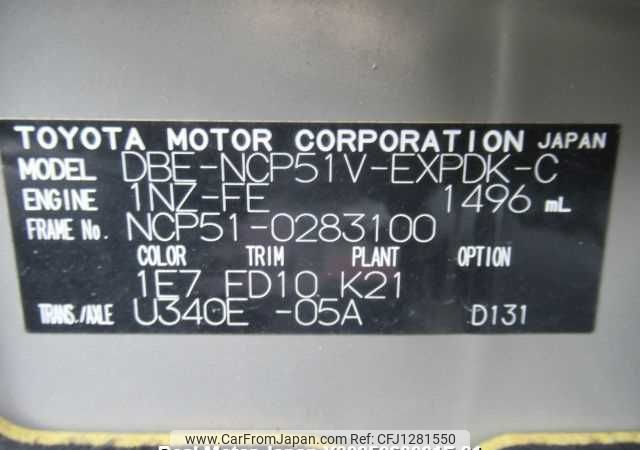 TOYOTA MOTOR CORPORATION JAPAN
MODEL DBE-NCP51V-EXPDK-C
ENGINE 1NZ-FE 1496 mL
FRAME No. NCP51-0283100
COLOR TRIM PLANT OPTION
1E7 FD10 K21
TRANS./AXLE U340E -05A D131
www.CarFromJapan.com CFJ1281550